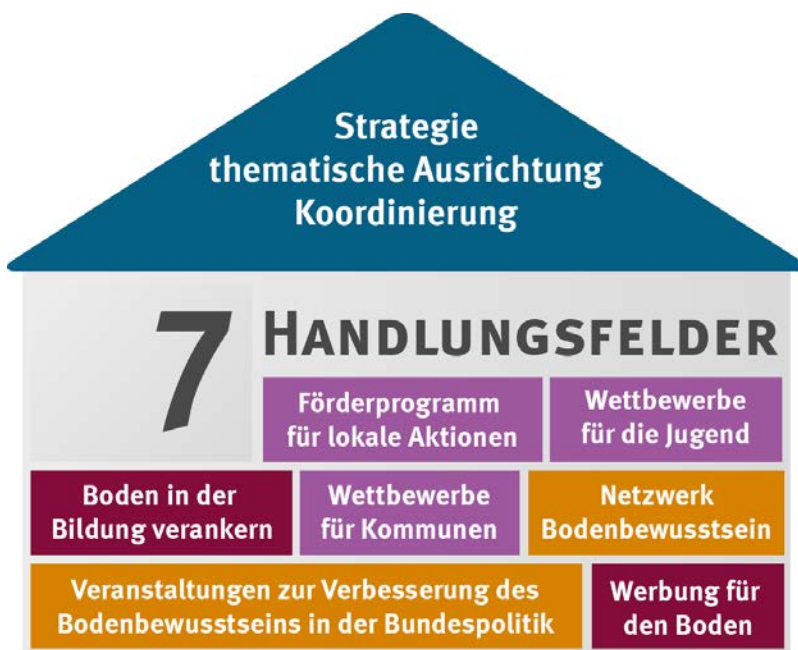 Strategie
thematische Ausrichtung
Koordinierung
7 HANDLUNGSFELDER
Förderprogramm
für lokale Aktionen
Wettbewerbe
für die Jugend
Boden in der
Bildung verankern
Wettbewerbe
für Kommunen
Netzwerk
Bodenbewusstsein
Veranstaltungen zur Verbesserung des
Bodenbewusstseins in der Bundespolitik
Werbung für
den Boden